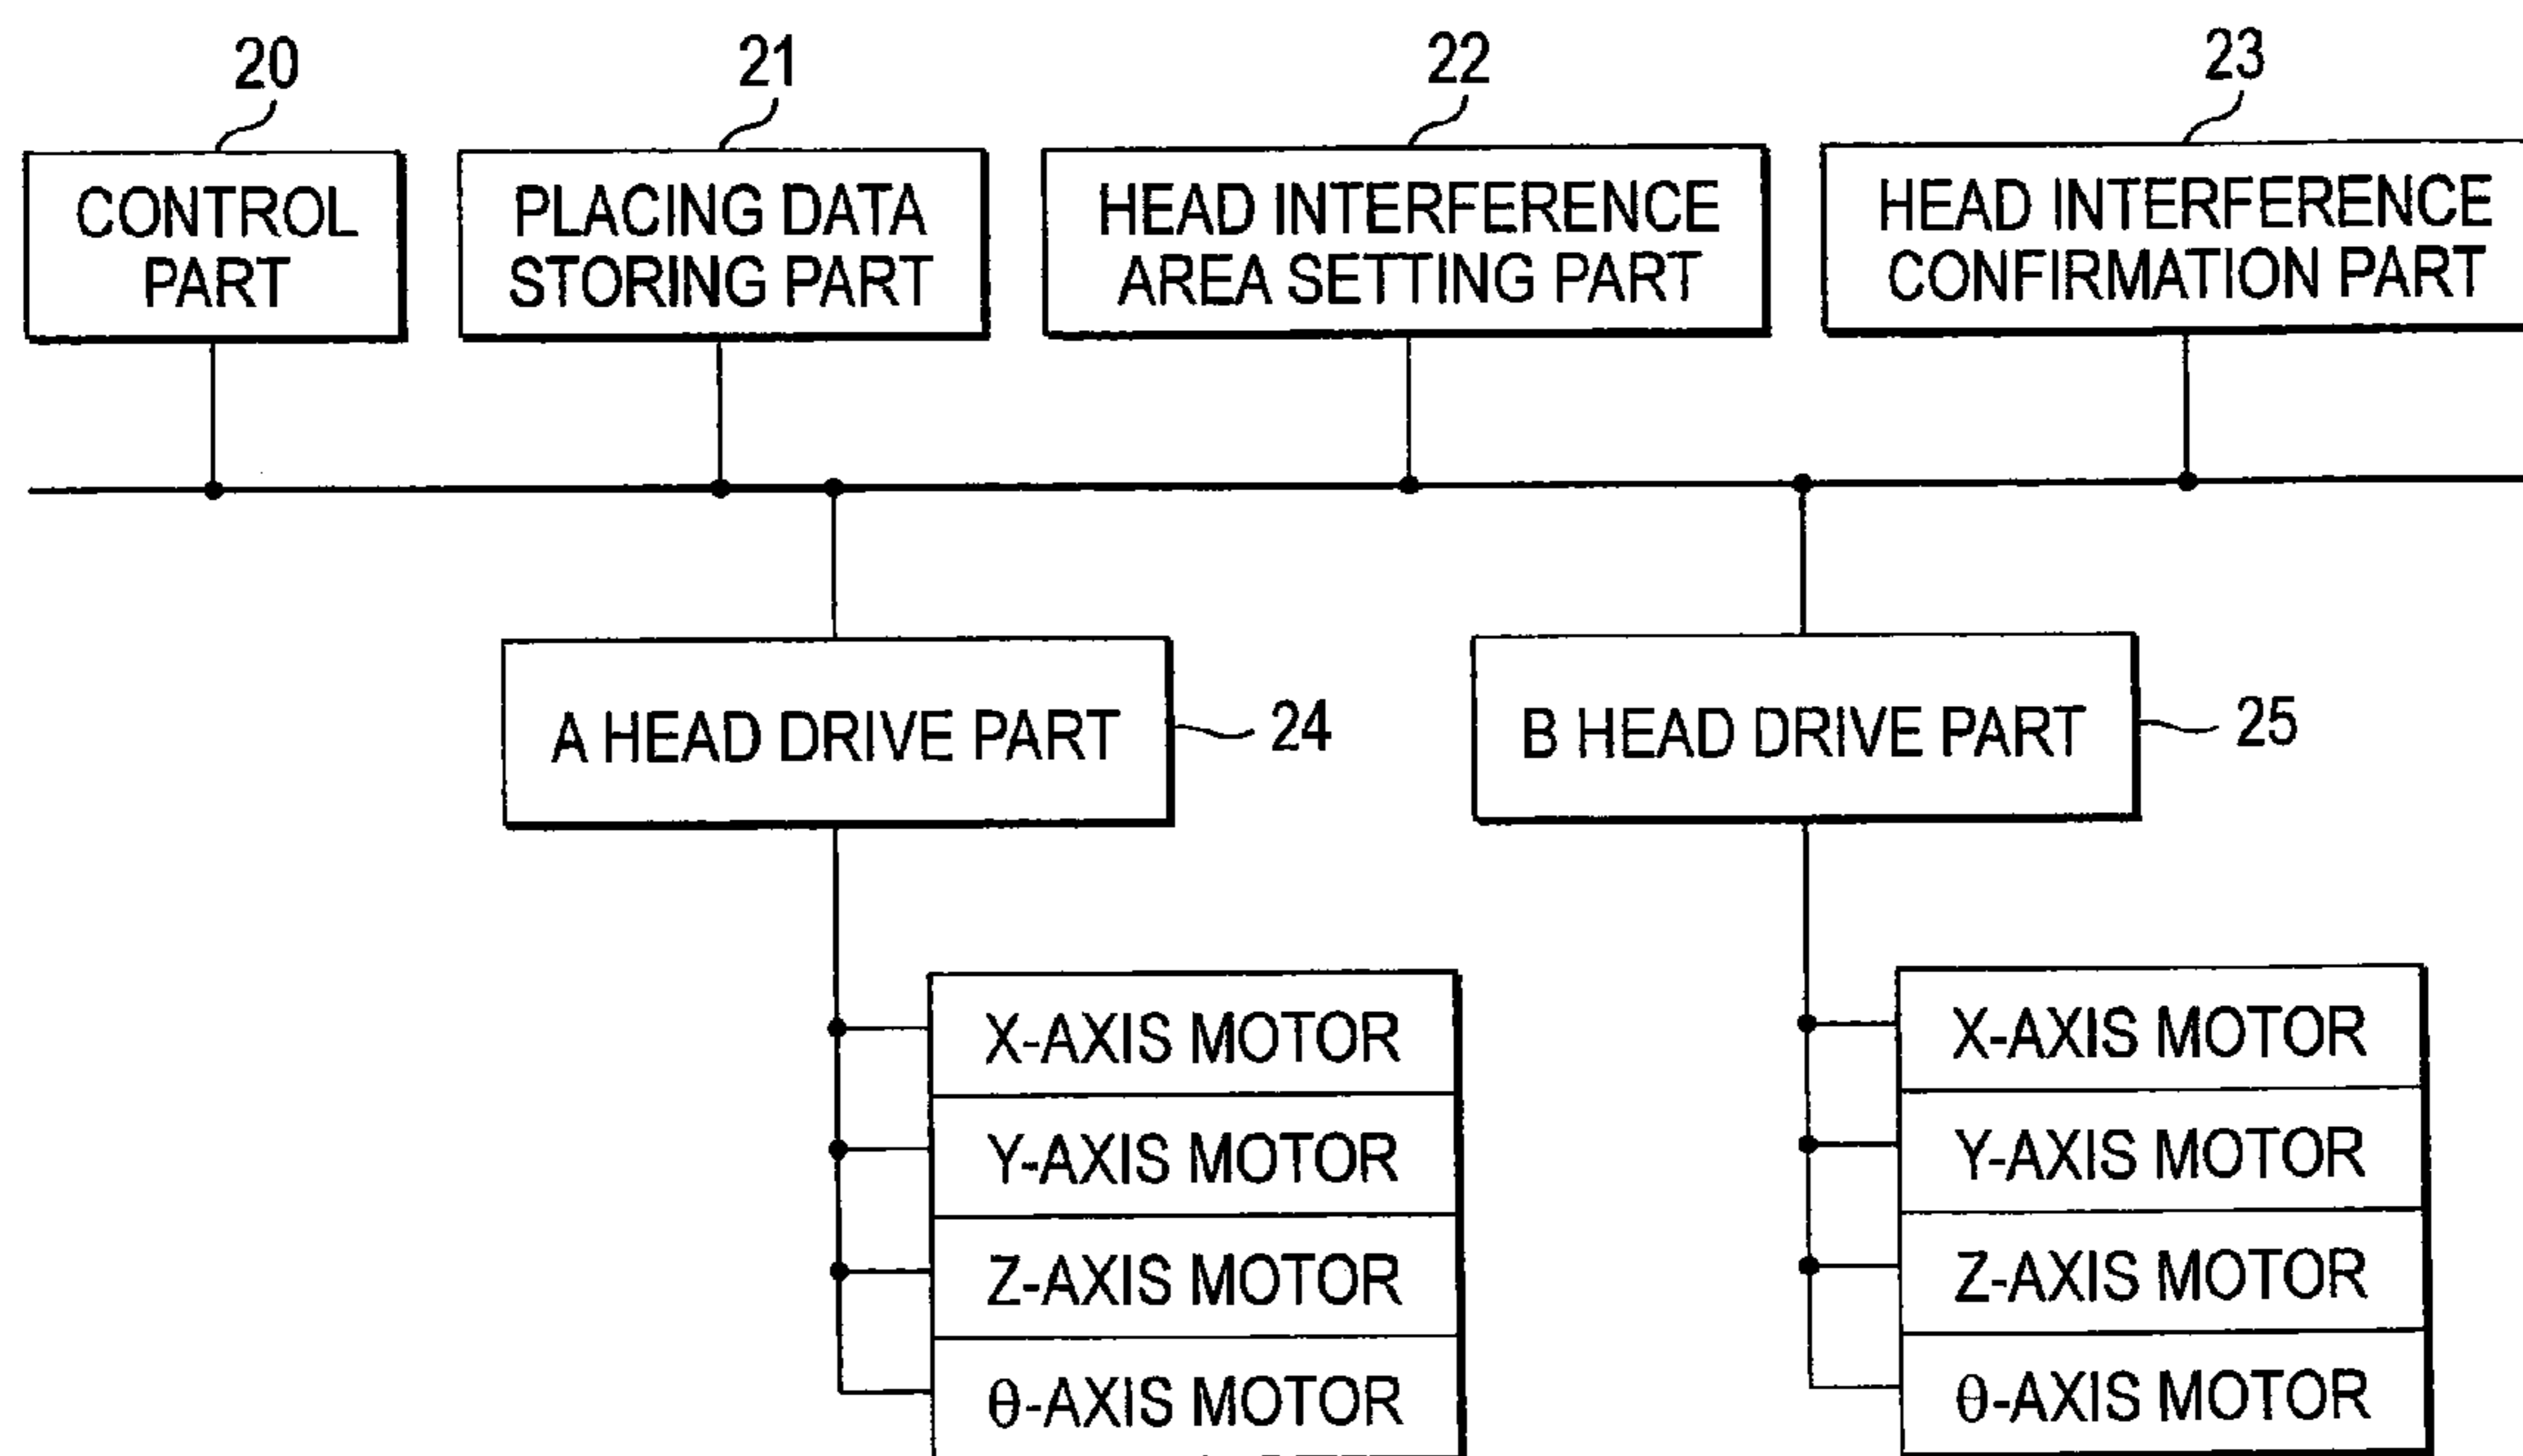 20
21
22
23
CONTROL
PART
PLACING DATA
STORING PART
HEAD INTERFERENCE
AREA SETTING PART
HEAD INTERFERENCE
CONFIRMATION PART
A HEAD DRIVE PART
24
B HEAD DRIVE PART
25
X-AXIS MOTOR
Y-AXIS MOTOR
Z-AXIS MOTOR
θ-AXIS MOTOR
X-AXIS MOTOR
Y-AXIS MOTOR
Z-AXIS MOTOR
θ-AXIS MOTOR